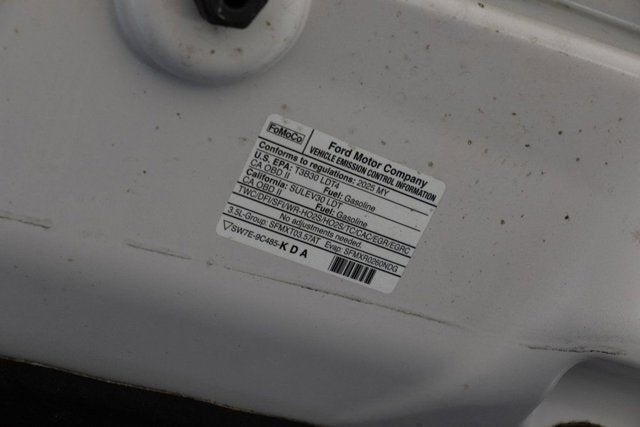 FoMoCo
Ford Motor Company
VEHICLE EMISSION CONTROL INFORMATION
Conforms to regulations: 2025 MY
U.S. EPA: T3B30 LDT4 Fuel: Gasoline
CA OBD II
California: SULEV30 LDT Fuel: Gasoline
CA OBD II
TWC/DFI/SFI/WR-HO2S/HO2S/TC/CAC/EGR/EGRC
No adjustments needed.
3.5L-Group: SFMXT03.57AT Evap: SFMXR0260NDG
SW7E-9C485-KDA